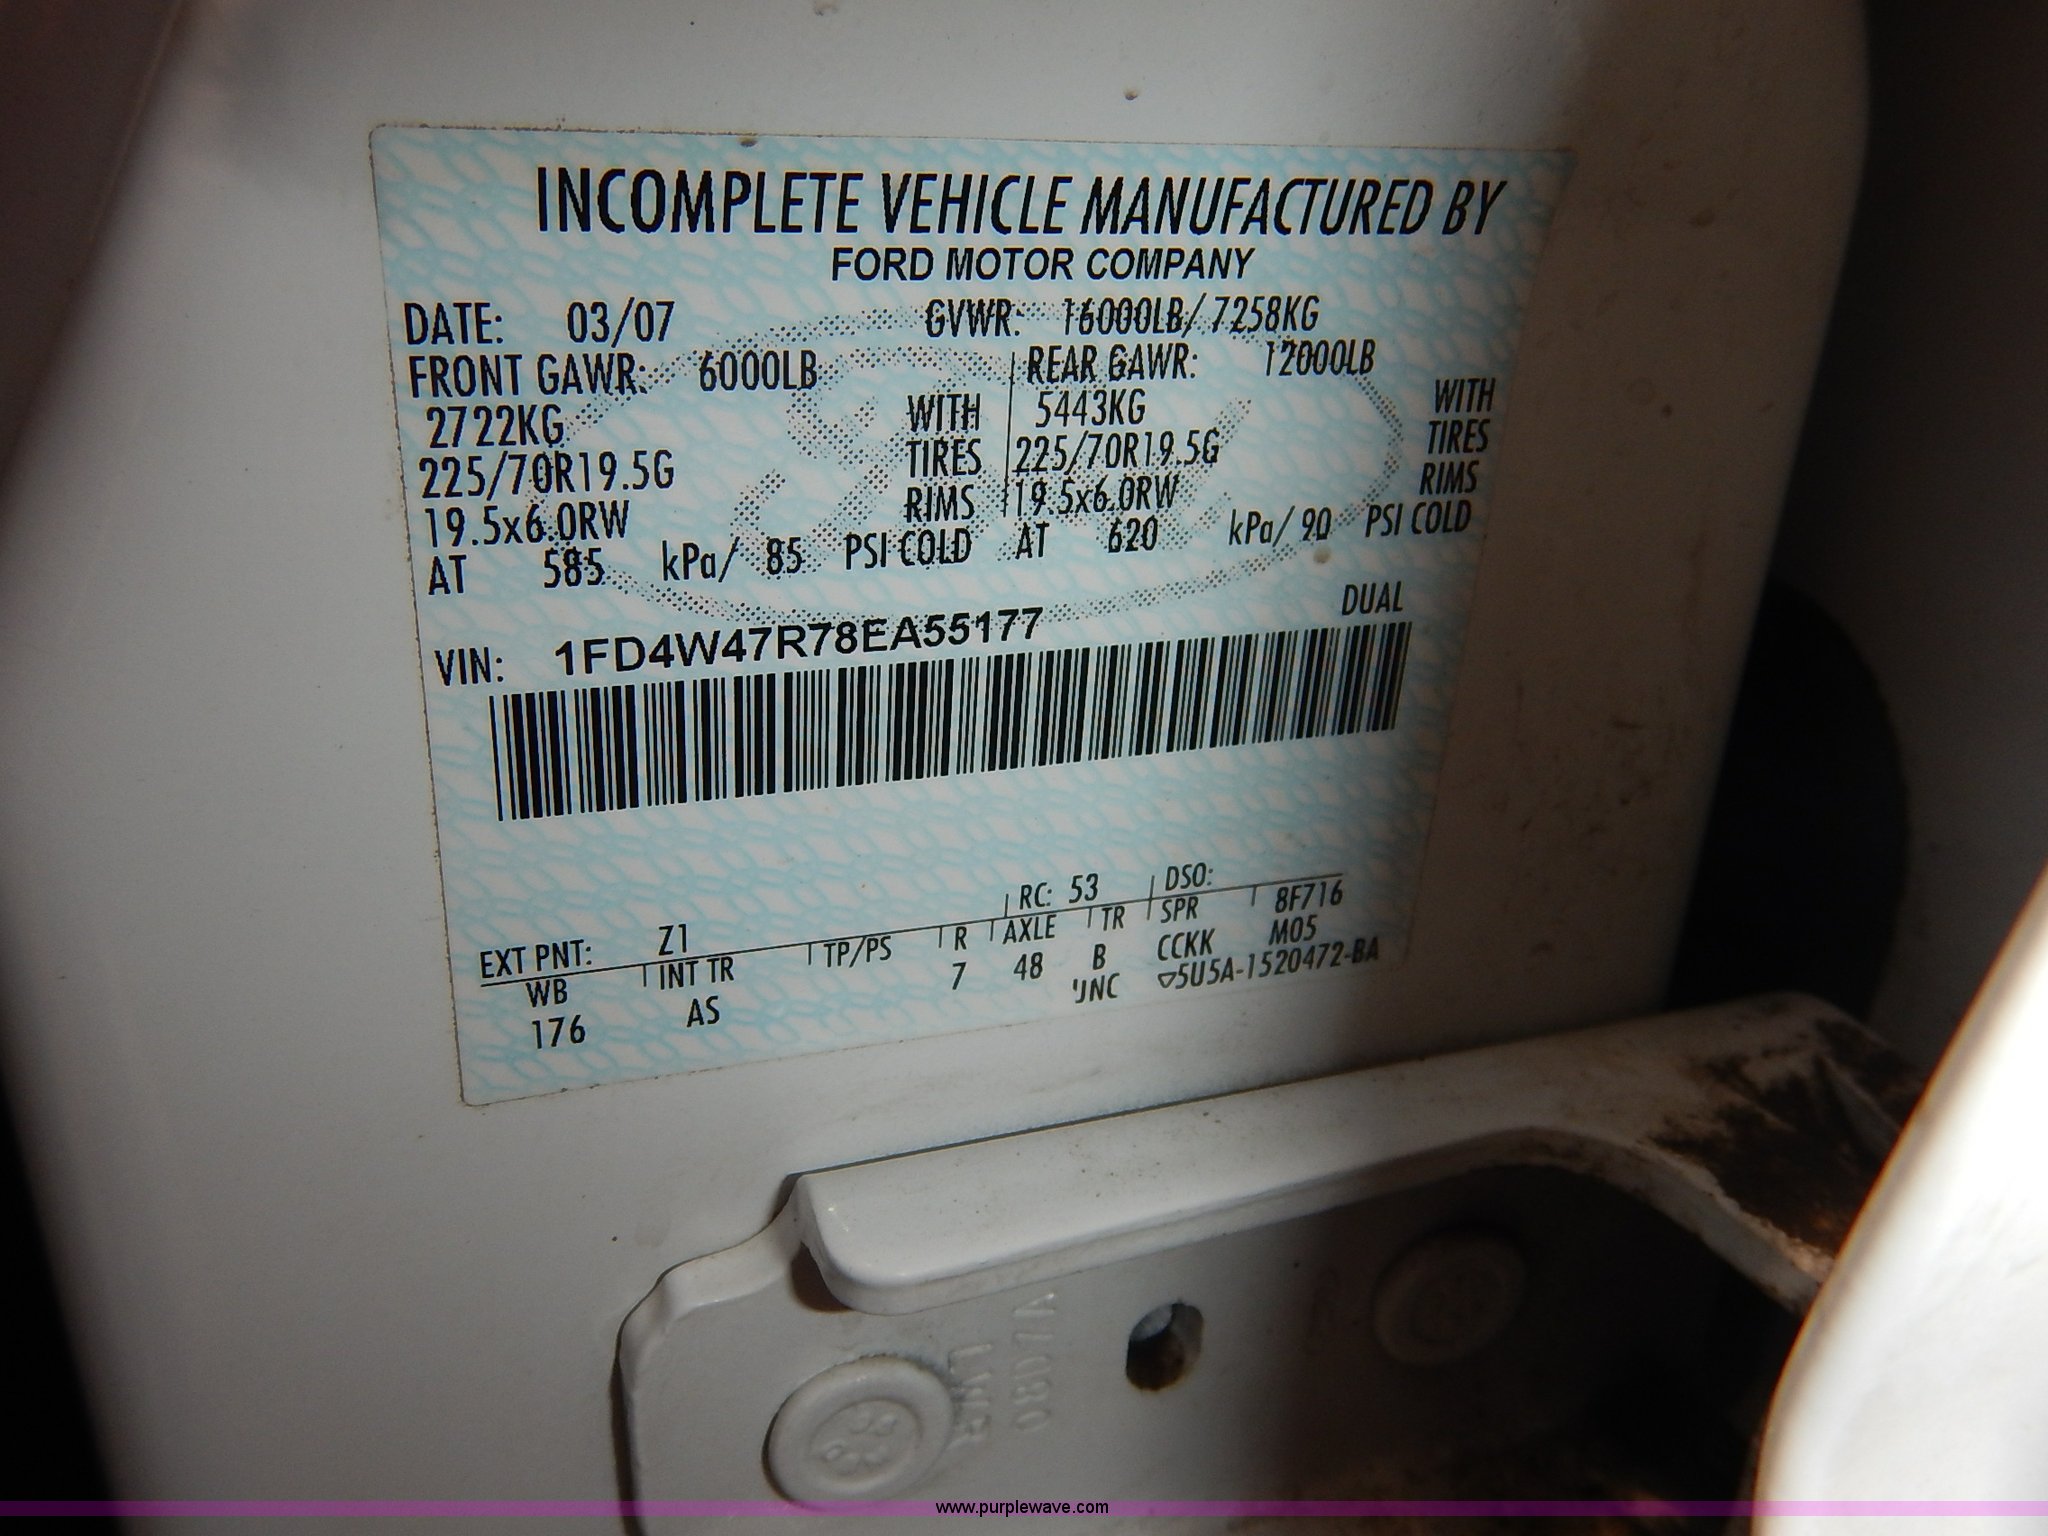 INCOMPLETE VEHICLE MANUFACTURED BY
FORD MOTOR COMPANY
DATE: 03/07 GVWR: 16000LB/ 7258KG
FRONT GAWR: 6000LB REAR GAWR: 12000LB
2722KG WITH 5443KG WITH
225/70R19.5G TIRES 225/70R19.5G TIRES
19.5x6.0RW RIMS 19.5x6.0RW RIMS
AT 585 kPa/ 85 PSI COLD AT 620 kPa/ 90 PSI COLD
DUAL
VIN: 1FD4W47R78EA55177
EXT PNT: Z1 RC: 53 DSO:
WB INT TR TP/PS R AXLE TR SPR 8F716
176 AS 7 48 B CCKK M05
UNC ▽5U5A-1520472-BA
08D7A
www.purplewave.com